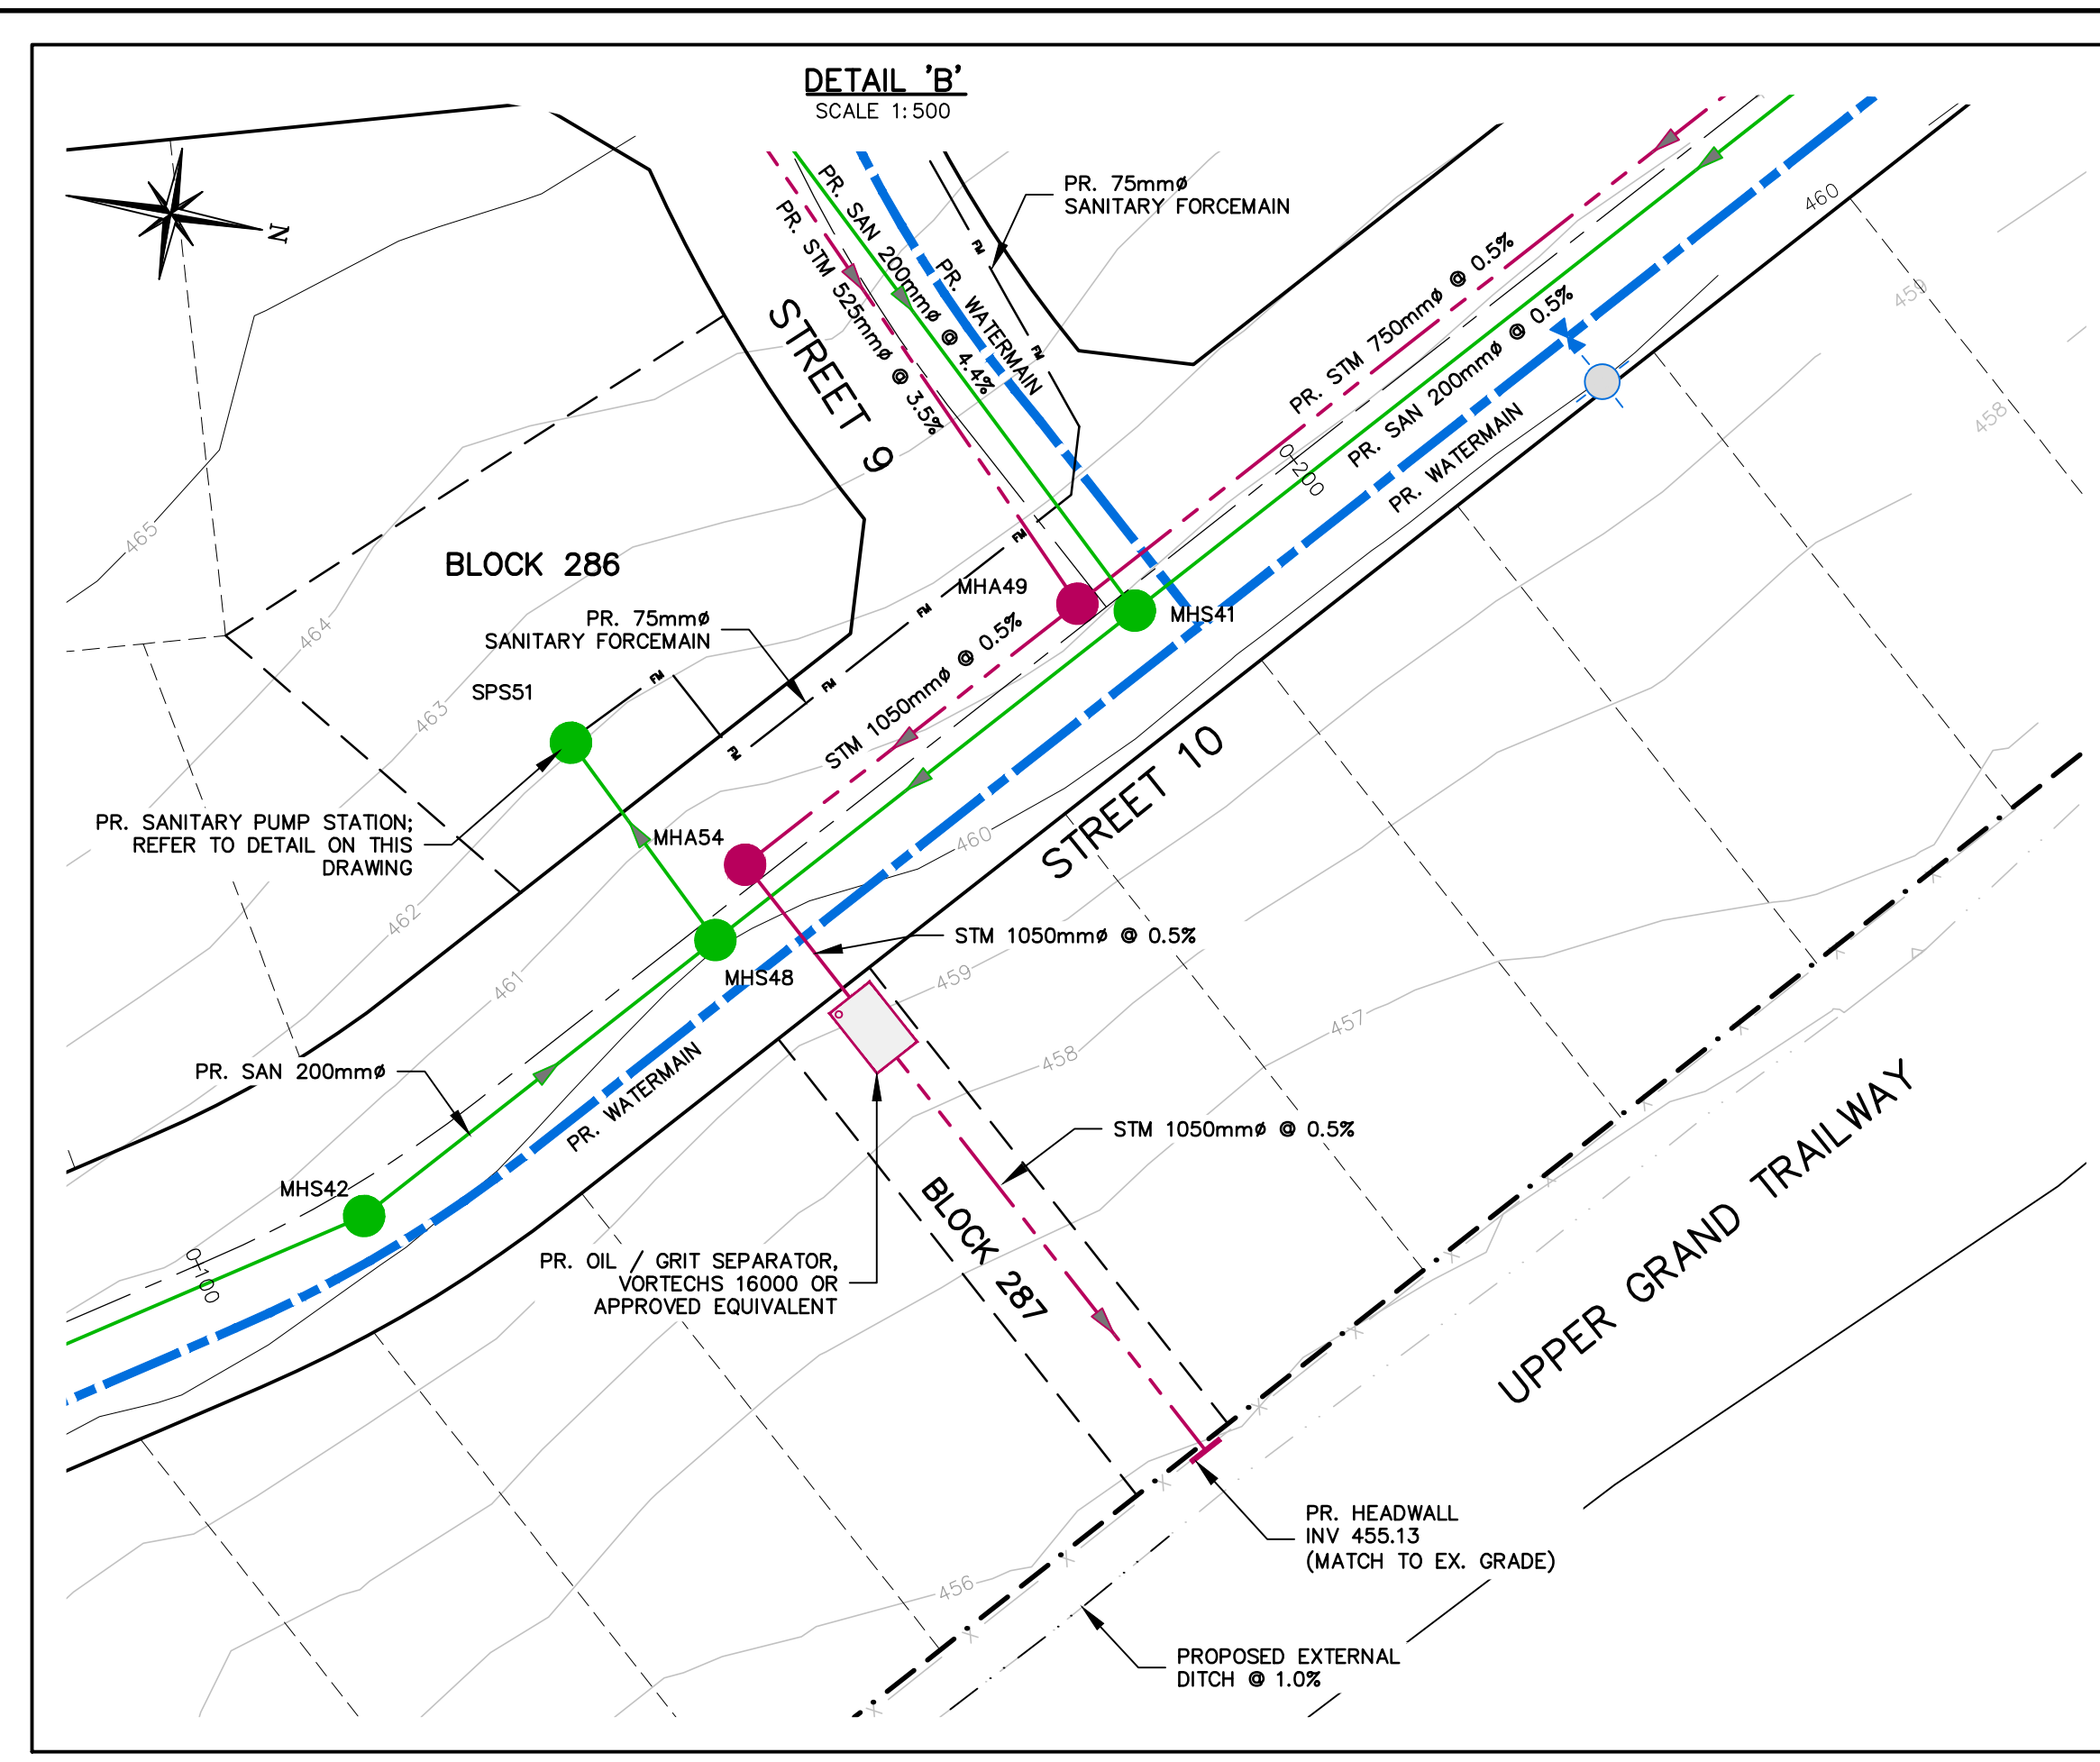 DETAIL 'B'
SCALE 1:500
N
PR. 75mmø
SANITARY FORCEMAIN
PR. SAN 200mmø @ 4.4%
PR. STM 525mmø @ 3.5%
PR. WATERMAIN
FM
FM
STREET 9
PR. STM 750mmø @ 0.5%
PR. SAN 200mmø @ 0.5%
PR. WATERMAIN
460
459
458
0+200
465
464
463
462
461
BLOCK 286
MHA49
MHS41
FM
FM
FM
FM
FM
PR. 75mmø
SANITARY FORCEMAIN
SPS51
STM 1050mmø @ 0.5%
PR. SANITARY PUMP STATION;
REFER TO DETAIL ON THIS
DRAWING
MHA54
460
STREET 10
STM 1050mmø @ 0.5%
MHS48
459
458
457
PR. SAN 200mmø
PR. WATERMAIN
STM 1050mmø @ 0.5%
MHS42
0+100
BLOCK 287
PR. OIL / GRIT SEPARATOR,
VORTECHS 16000 OR
APPROVED EQUIVALENT
UPPER GRAND TRAILWAY
PR. HEADWALL
INV 455.13
(MATCH TO EX. GRADE)
456
PROPOSED EXTERNAL
DITCH @ 1.0%